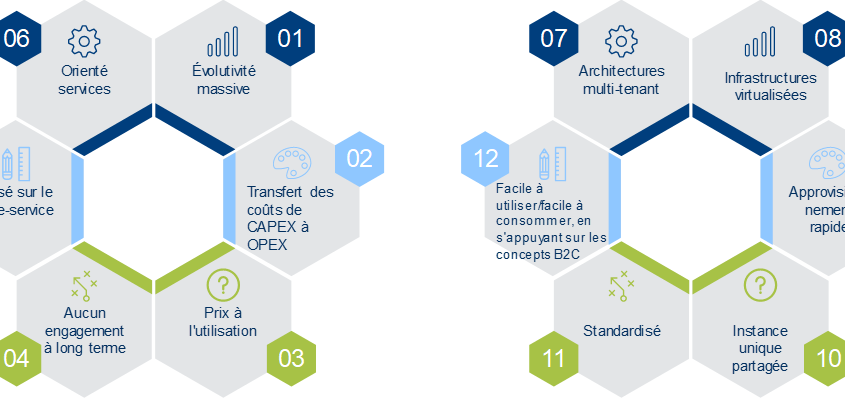 06
Orienté
services
Évolutivité
massive
01
sé sur le
e-service
Transfert des
coûts de
CAPEX à
OPEX
02
Aucun
engagement
à long terme
04
Prix à
l'utilisation
03
07
Architectures
multi-tenant
Infrastructures
virtualisées
08
12
Facile à
utiliser/facile à
consommer, en
s'appuyant sur les
concepts B2C
Approvisi
nemen
rapide
Standardisé
11
Instance
unique
partagée
10